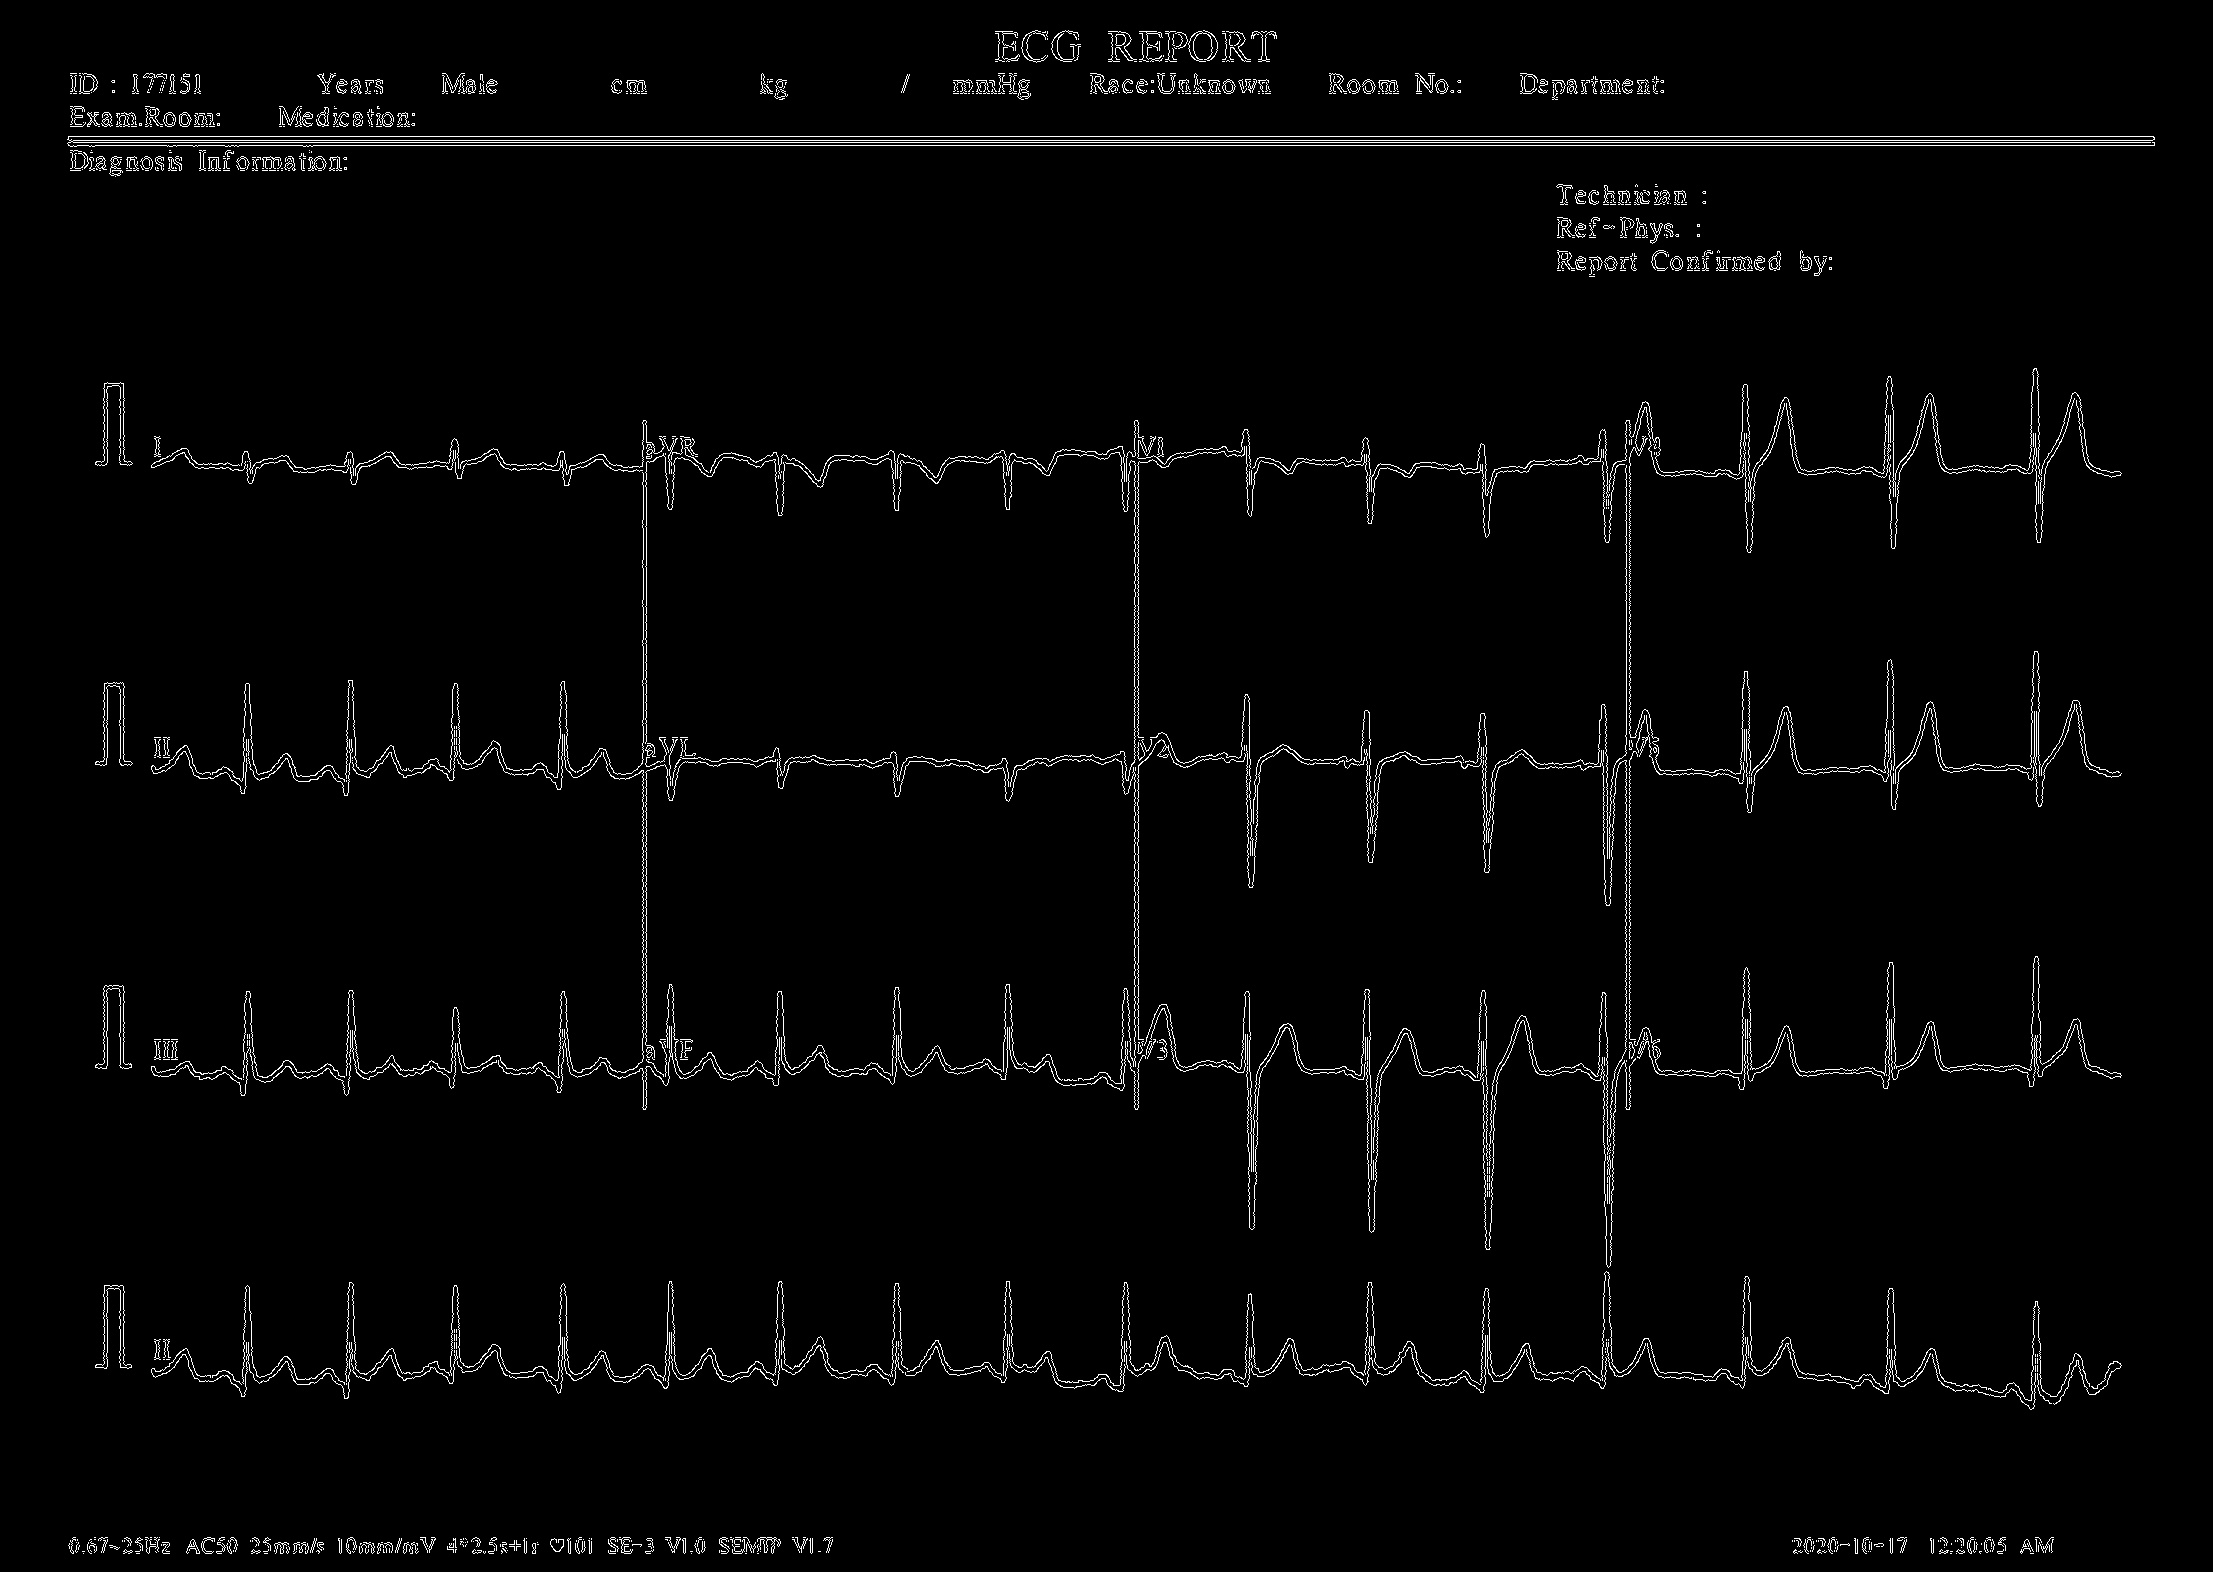 ECG REPORT
ID : 177151 Years Male cm kg / mmHg Race:Unknown Room No.: Department:
Exam.Room: Medication:
Diagnosis Information:
Technician :
Ref-Phys. :
Report Confirmed by:
I aVR V1 V4
II aVL V2 V5
III aVF V3 V6
II
0.67~25Hz AC50 25mm/s 10mm/mV 4*2.5s+1r ♡101 SE-3 V1.0 SEMIP V1.7 2020-10-17 12:20:05 AM